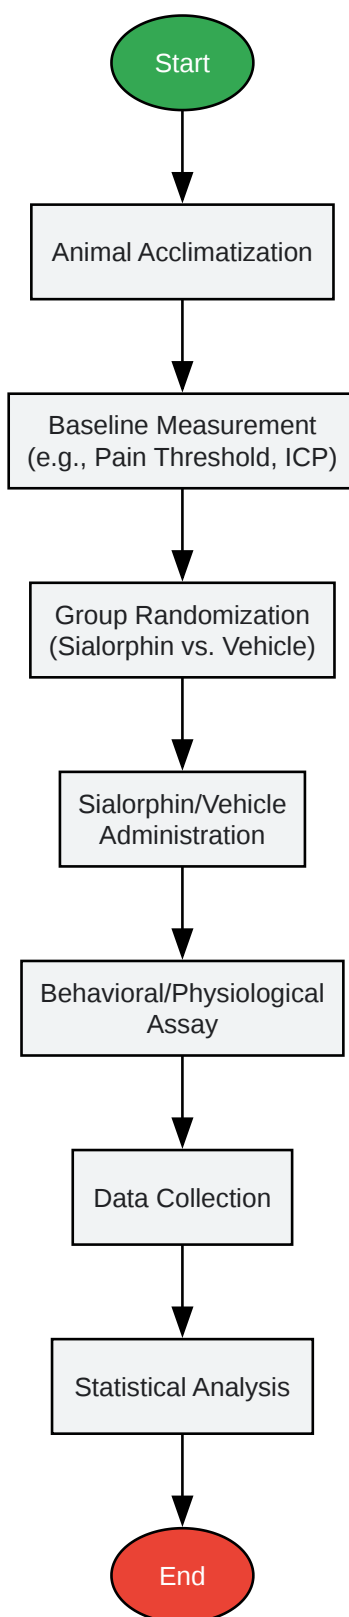 Start
Animal Acclimatization
Baseline Measurement
(e.g., Pain Threshold, ICP)
Group Randomization
(Sialorphin vs. Vehicle)
Sialorphin/Vehicle
Administration
Behavioral/Physiological
Assay
Data Collection
Statistical Analysis
End